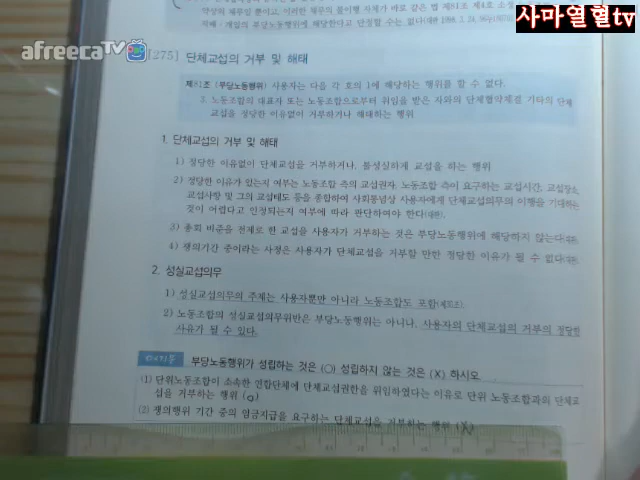 사마열혈tv
afreecaTV
[275] 단체교섭의 거부 및 해태
제81조 (부당노동행위) 사용자는 다음 각 호의 1에 해당하는 행위를 할 수 없다.
3. 노동조합의 대표자 또는 노동조합으로부터 위임을 받은 자와의 단체협약체결 기타의 단체
교섭을 정당한 이유없이 거부하거나 해태하는 행위
1. 단체교섭의 거부 및 해태
1) 정당한 이유없이 단체교섭을 거부하거나, 불성실하게 교섭을 하는 행위
2) 정당한 이유가 있는지 여부는 노동조합 측의 교섭권자, 노동조합 측이 요구하는 교섭시간, 교섭장소,
교섭사항 및 그의 교섭태도 등을 종합하여 사회통념상 사용자에게 단체교섭의무의 이행을 기대하는
것이 어렵다고 인정되는지 여부에 따라 판단하여야 한다(대판).
3) 총회 비준을 전제로 한 교섭을 사용자가 거부하는 것은 부당노동행위에 해당하지 않는다(대판).
4) 쟁의기간 중이라는 사정은 사용자가 단체교섭을 거부할 만한 정당한 이유가 될 수 없다(대판).
2. 성실교섭의무
1) 성실교섭의무의 주체는 사용자뿐만 아니라 노동조합도 포함(제30조).
2) 노동조합의 성실교섭의무위반은 부당노동행위는 아니나, 사용자의 단체교섭의 거부의 정당한
사유가 될 수 있다.
부당노동행위가 성립하는 것은 (O) 성립하지 않는 것은 (X) 하시오
(1) 단위노동조합이 소속한 연합단체에 단체교섭권한을 위임하였다는 이유로 단위 노동조합과의 단체교
섭을 거부하는 행위 (O)
(2) 쟁의행위 기간 중의 임금지급을 요구하는 단체교섭을 거부하는 행위 (X)